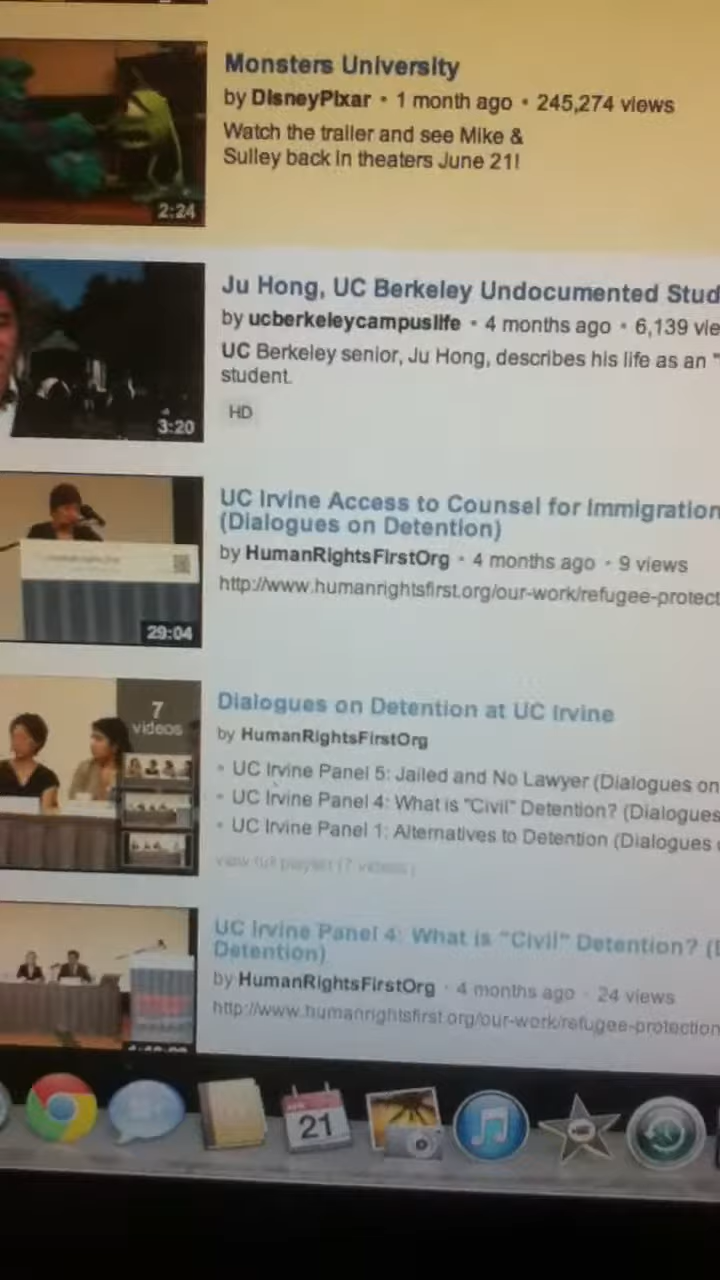 Monsters University
by DisneyPixar • 1 month ago • 245,274 views
Watch the trailer and see Mike &
Sulley back in theaters June 21!
2:24
Ju Hong, UC Berkeley Undocumented Stud
by ucberkeleycampuslife • 4 months ago • 6,139 vie
UC Berkeley senior, Ju Hong, describes his life as an "
student.
HD
3:20
UC Irvine Access to Counsel for Immigration
(Dialogues on Detention)
by HumanRightsFirstOrg • 4 months ago • 9 views
http://www.humanrightsfirst.org/our-work/refugee-protect
29:04
7
videos
Dialogues on Detention at UC Irvine
by HumanRightsFirstOrg
• UC Irvine Panel 5: Jailed and No Lawyer (Dialogues on
• UC Irvine Panel 4: What is "Civil" Detention? (Dialogues
• UC Irvine Panel 1: Alternatives to Detention (Dialogues
view full playlist (7 videos)
UC Irvine Panel 4: What is "Civil" Detention? (D
Detention)
by HumanRightsFirstOrg • 4 months ago • 24 views
http://www.humanrightsfirst.org/our-work/refugee-protection
21